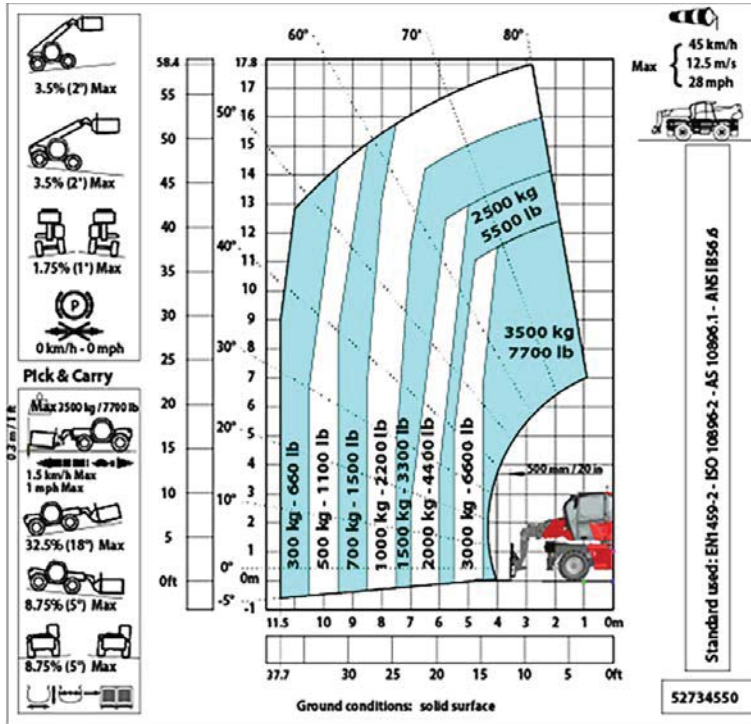 3.5% (2°) Max
3.5% (2°) Max
1.75% (1°) Max
P
0 km/h - 0 mph
Pick & Carry
Max 2500 kg / 7700 lb
1.5 km/h Max
1 mph Max
32.5% (18°) Max
8.75% (5°) Max
8.75% (5°) Max
0.3 m / 1 ft
58.4
55
50
45
40
35
30
25
20
15
10
5
0ft
17.8
17
16
15
14
13
12
11
10
9
8
7
6
5
4
3
2
1
0m
-1
60°
70°
80°
50°
40°
30°
20°
10°
0°
-5°
2500 kg
5500 lb
3500 kg
7700 lb
300 kg - 660 lb
500 kg - 1100 lb
700 kg - 1500 lb
1000 kg - 2200 lb
1500 kg - 3300 lb
2000 kg - 4400 lb
3000 kg - 6600 lb
500 mm / 20 in
11.5 10 9 8 7 6 5 4 3 2 1 0m
37.7 30 25 20 15 10 5 0ft
Ground conditions: solid surface
Max
45 km/h
12.5 m/s
28 mph
Standard used: EN1459-2 - ISO 10896-2 - AS 10896.1 - ANSI B56.6
52734550